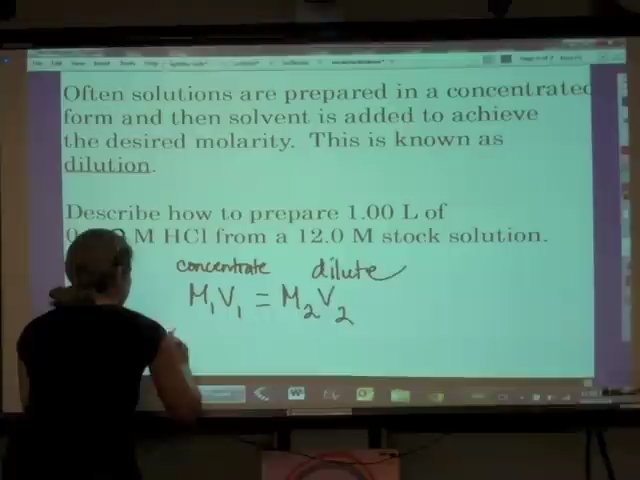 Often solutions are prepared in a concentrated
form and then solvent is added to achieve
the desired molarity. This is known as
dilution.
Describe how to prepare 1.00 L of
M HCl from a 12.0 M stock solution.
concentrate dilute
M₁V₁ = M₂V₂